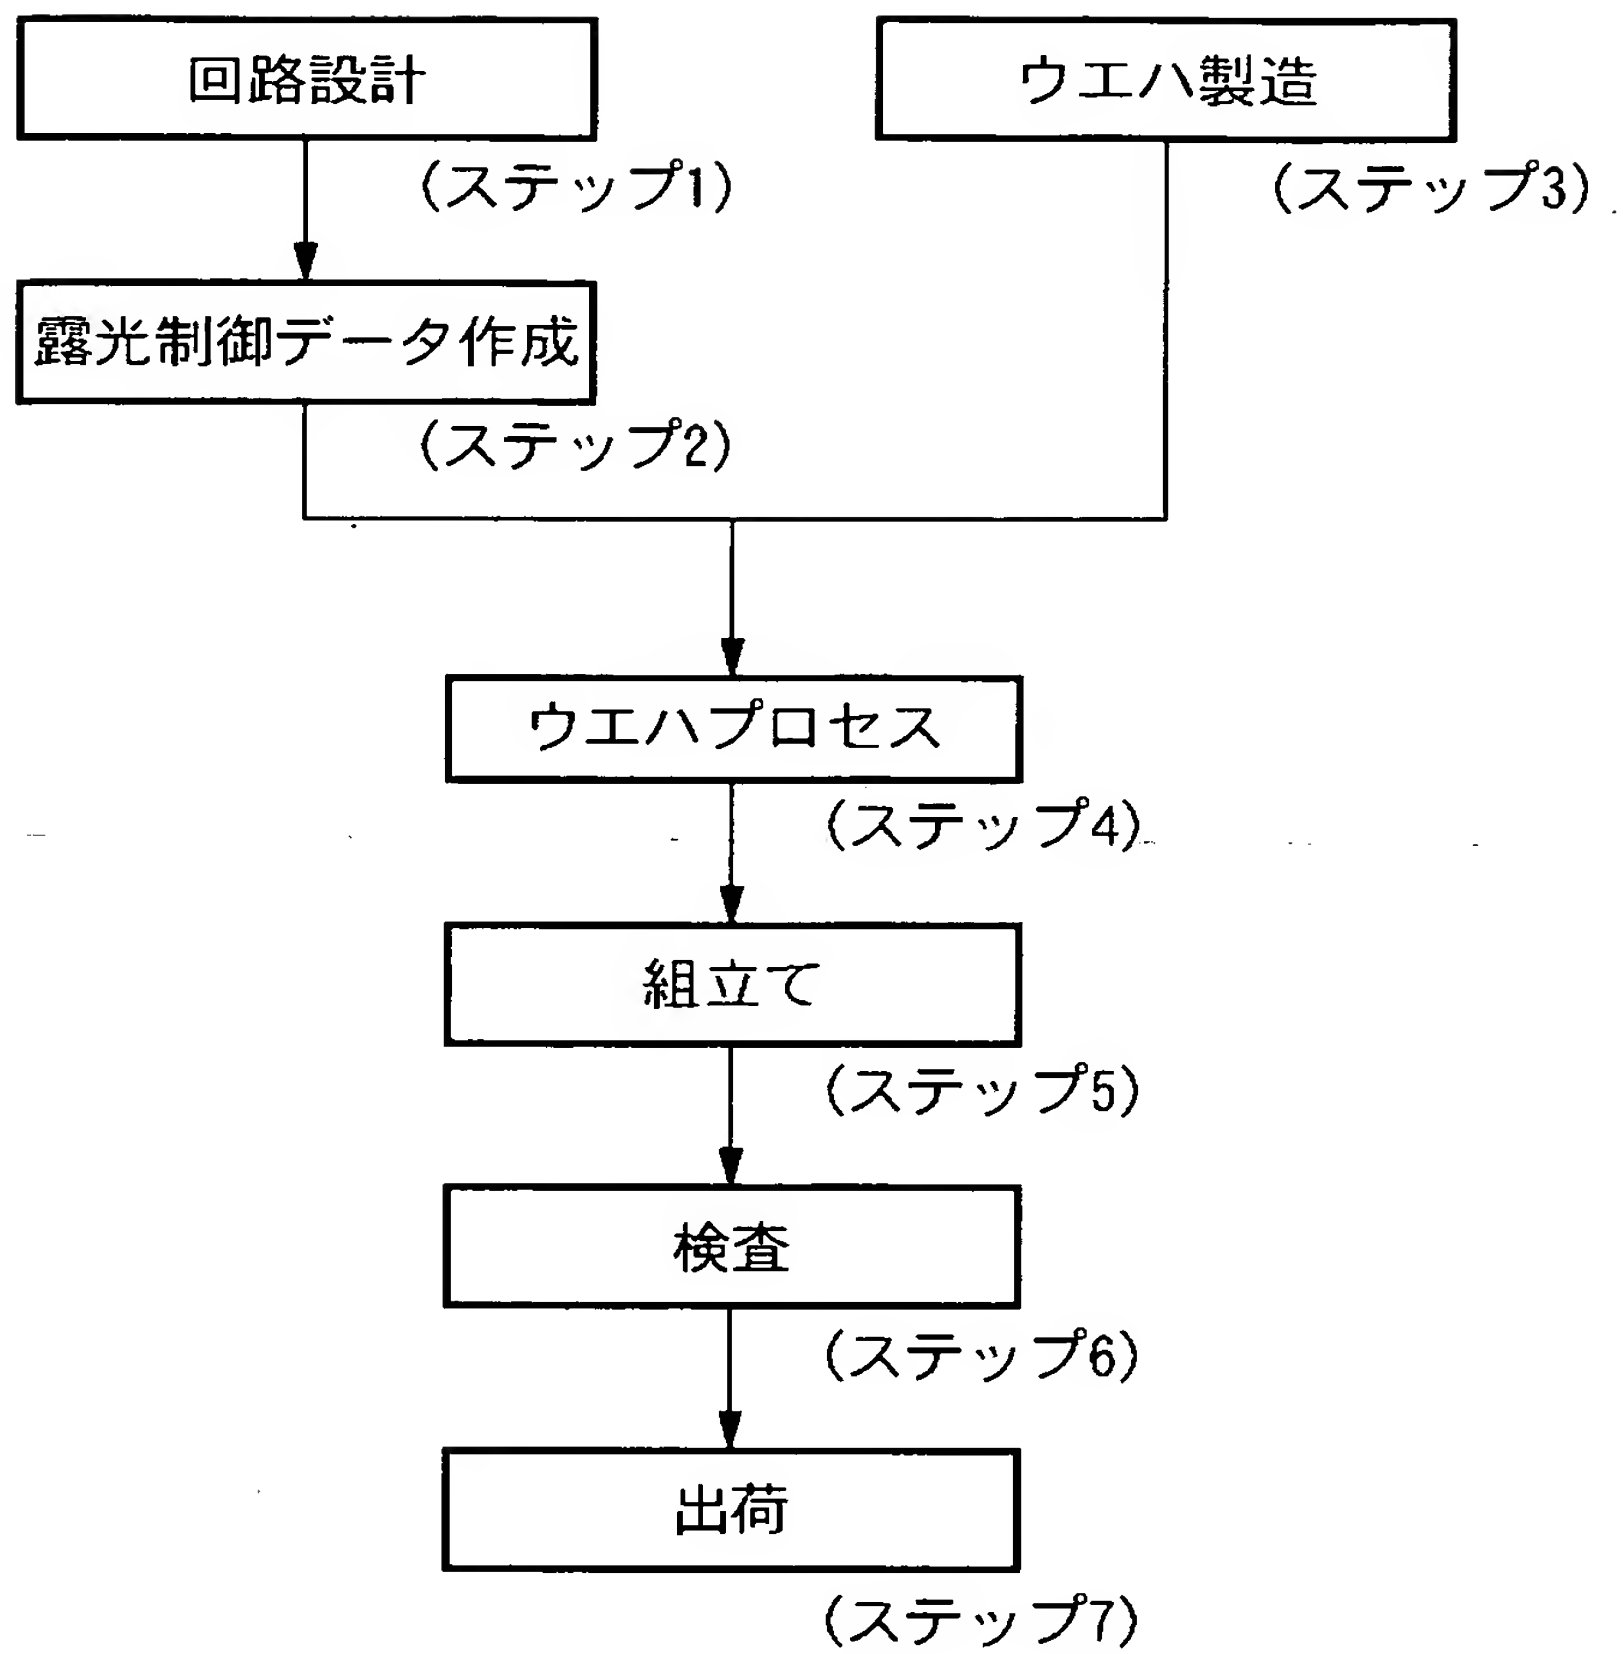 回路設計
(ステップ1)
露光制御データ作成
(ステップ2)
ウエハ製造
(ステップ3)
ウエハプロセス
(ステップ4)
組立て
(ステップ5)
検査
(ステップ6)
出荷
(ステップ7)